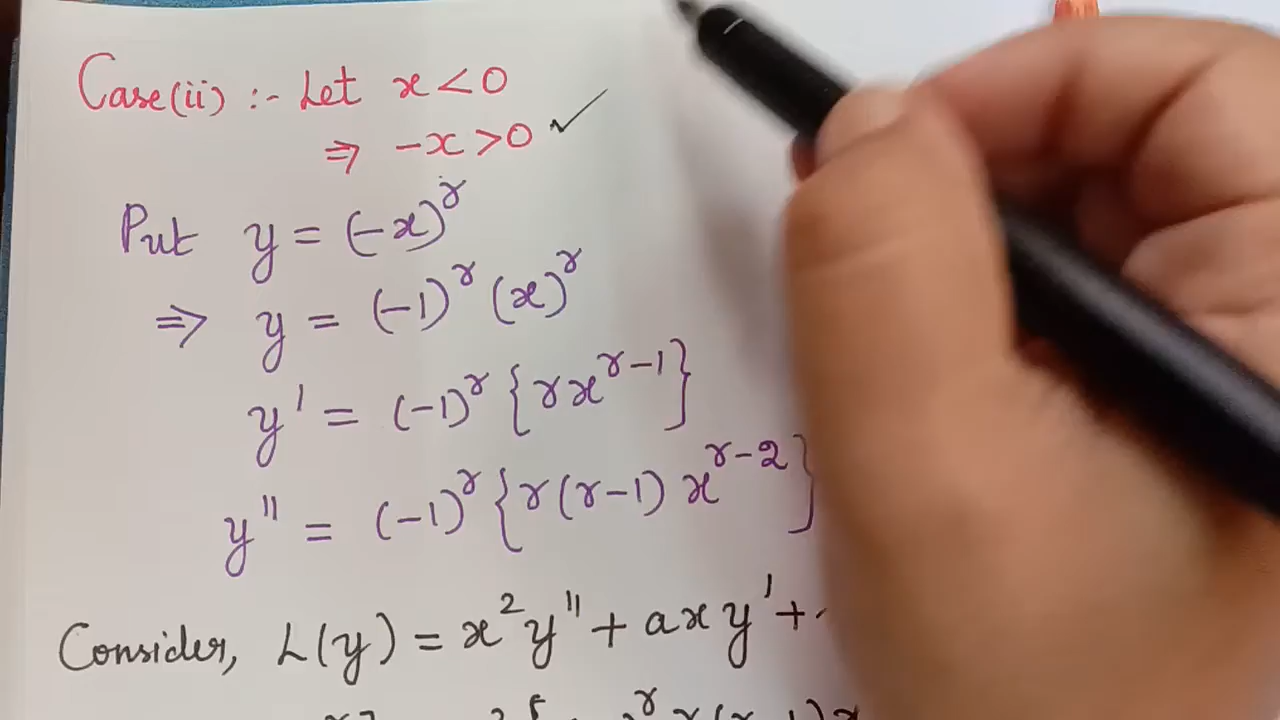 Case(ii) :- Let x < 0
⇒ -x > 0 ✓
Put y = (-x)^r
⇒ y = (-1)^r (x)^r
y' = (-1)^r {r x^{r-1}}
y'' = (-1)^r {r(r-1) x^{r-2}}
Consider, L(y) = x^2 y'' + a x y' +